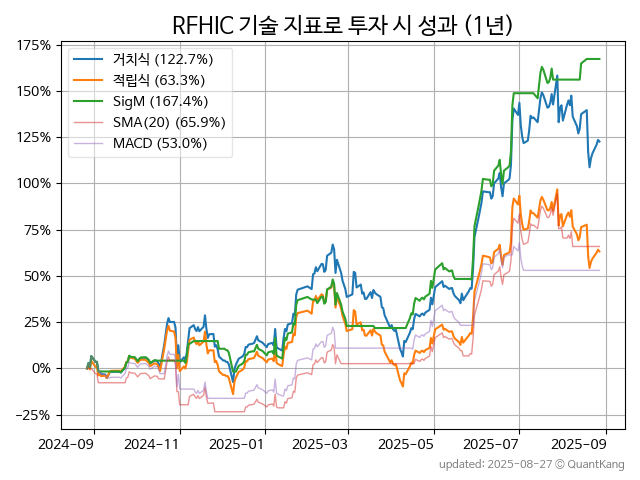 RFHIC 기술 지표로 투자 시 성과 (1년)
175%
150%
125%
100%
75%
50%
25%
0%
−25%
거치식 (122.7%)
적립식 (63.3%)
SigM (167.4%)
SMA(20) (65.9%)
MACD (53.0%)
2024-09
2024-11
2025-01
2025-03
2025-05
2025-07
2025-09
updated: 2025-08-27 © QuantKang